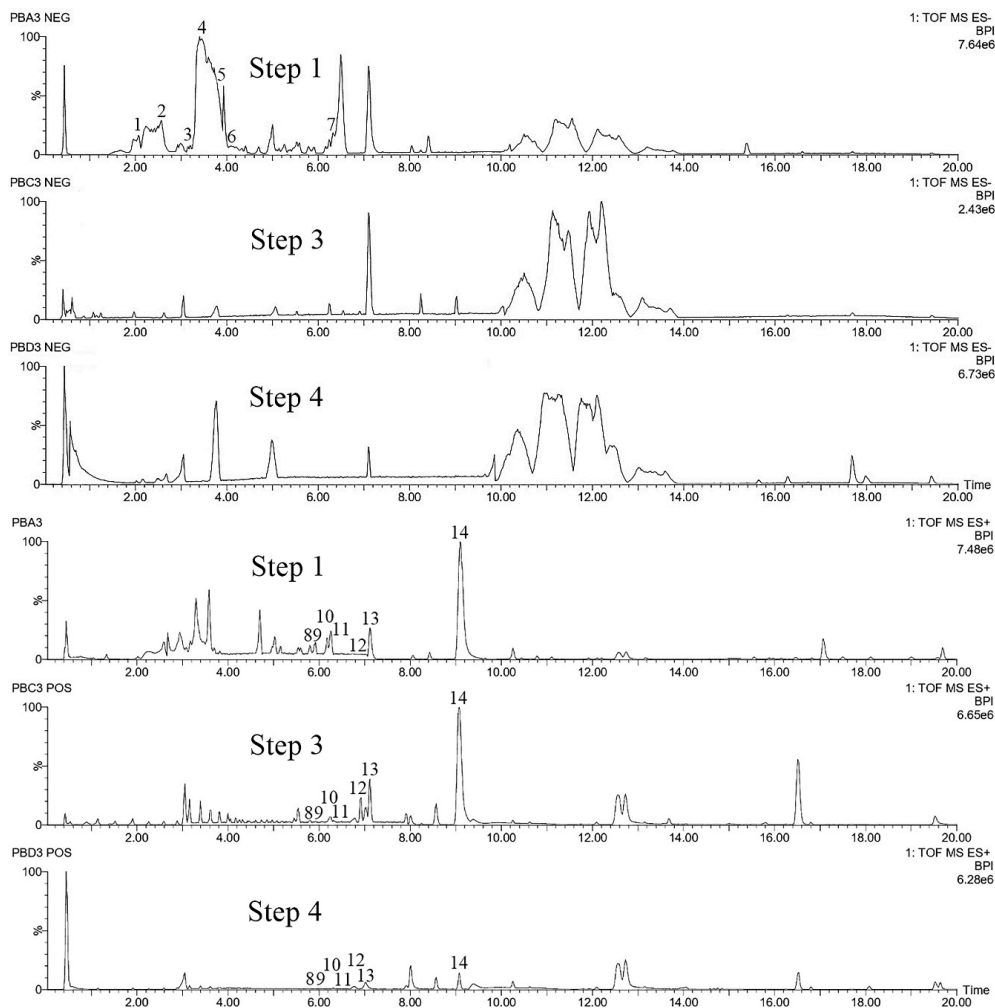 PBA3 NEG
1: TOF MS ES-
BPI
7.64e6
100
%
0
1 2 3 4 5 6 7
Step 1
2.00 4.00 6.00 8.00 10.00 12.00 14.00 16.00 18.00 20.00
PBC3 NEG
1: TOF MS ES-
BPI
2.43e6
100
%
0
Step 3
2.00 4.00 6.00 8.00 10.00 12.00 14.00 16.00 18.00 20.00
PBD3 NEG
1: TOF MS ES-
BPI
6.73e6
100
%
0
Step 4
Time
2.00 4.00 6.00 8.00 10.00 12.00 14.00 16.00 18.00 20.00
PBA3
1: TOF MS ES+
BPI
7.48e6
100
%
0
Step 1
89 10 11 12 13 14
2.00 4.00 6.00 8.00 10.00 12.00 14.00 16.00 18.00 20.00
PBC3 POS
1: TOF MS ES+
BPI
6.65e6
100
%
0
Step 3
89 10 11 12 13 14
2.00 4.00 6.00 8.00 10.00 12.00 14.00 16.00 18.00 20.00
PBD3 POS
1: TOF MS ES+
BPI
6.28e6
100
%
0
Step 4
89 10 11 12 13 14
2.00 4.00 6.00 8.00 10.00 12.00 14.00 16.00 18.00 20.00